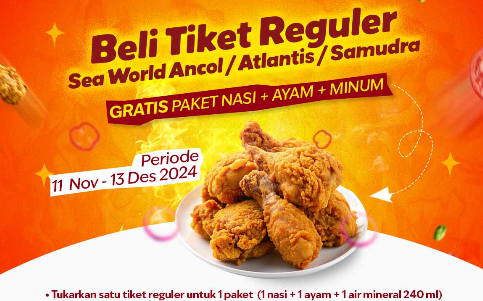 Beli Tiket Reguler
Sea World Ancol / Atlantis / Samudra
GRATIS PAKET NASI + AYAM + MINUM
Periode
11 Nov - 13 Des 2024
• Tukarkan satu tiket reguler untuk 1 paket (1 nasi + 1 ayam + 1 air mineral 240 ml)